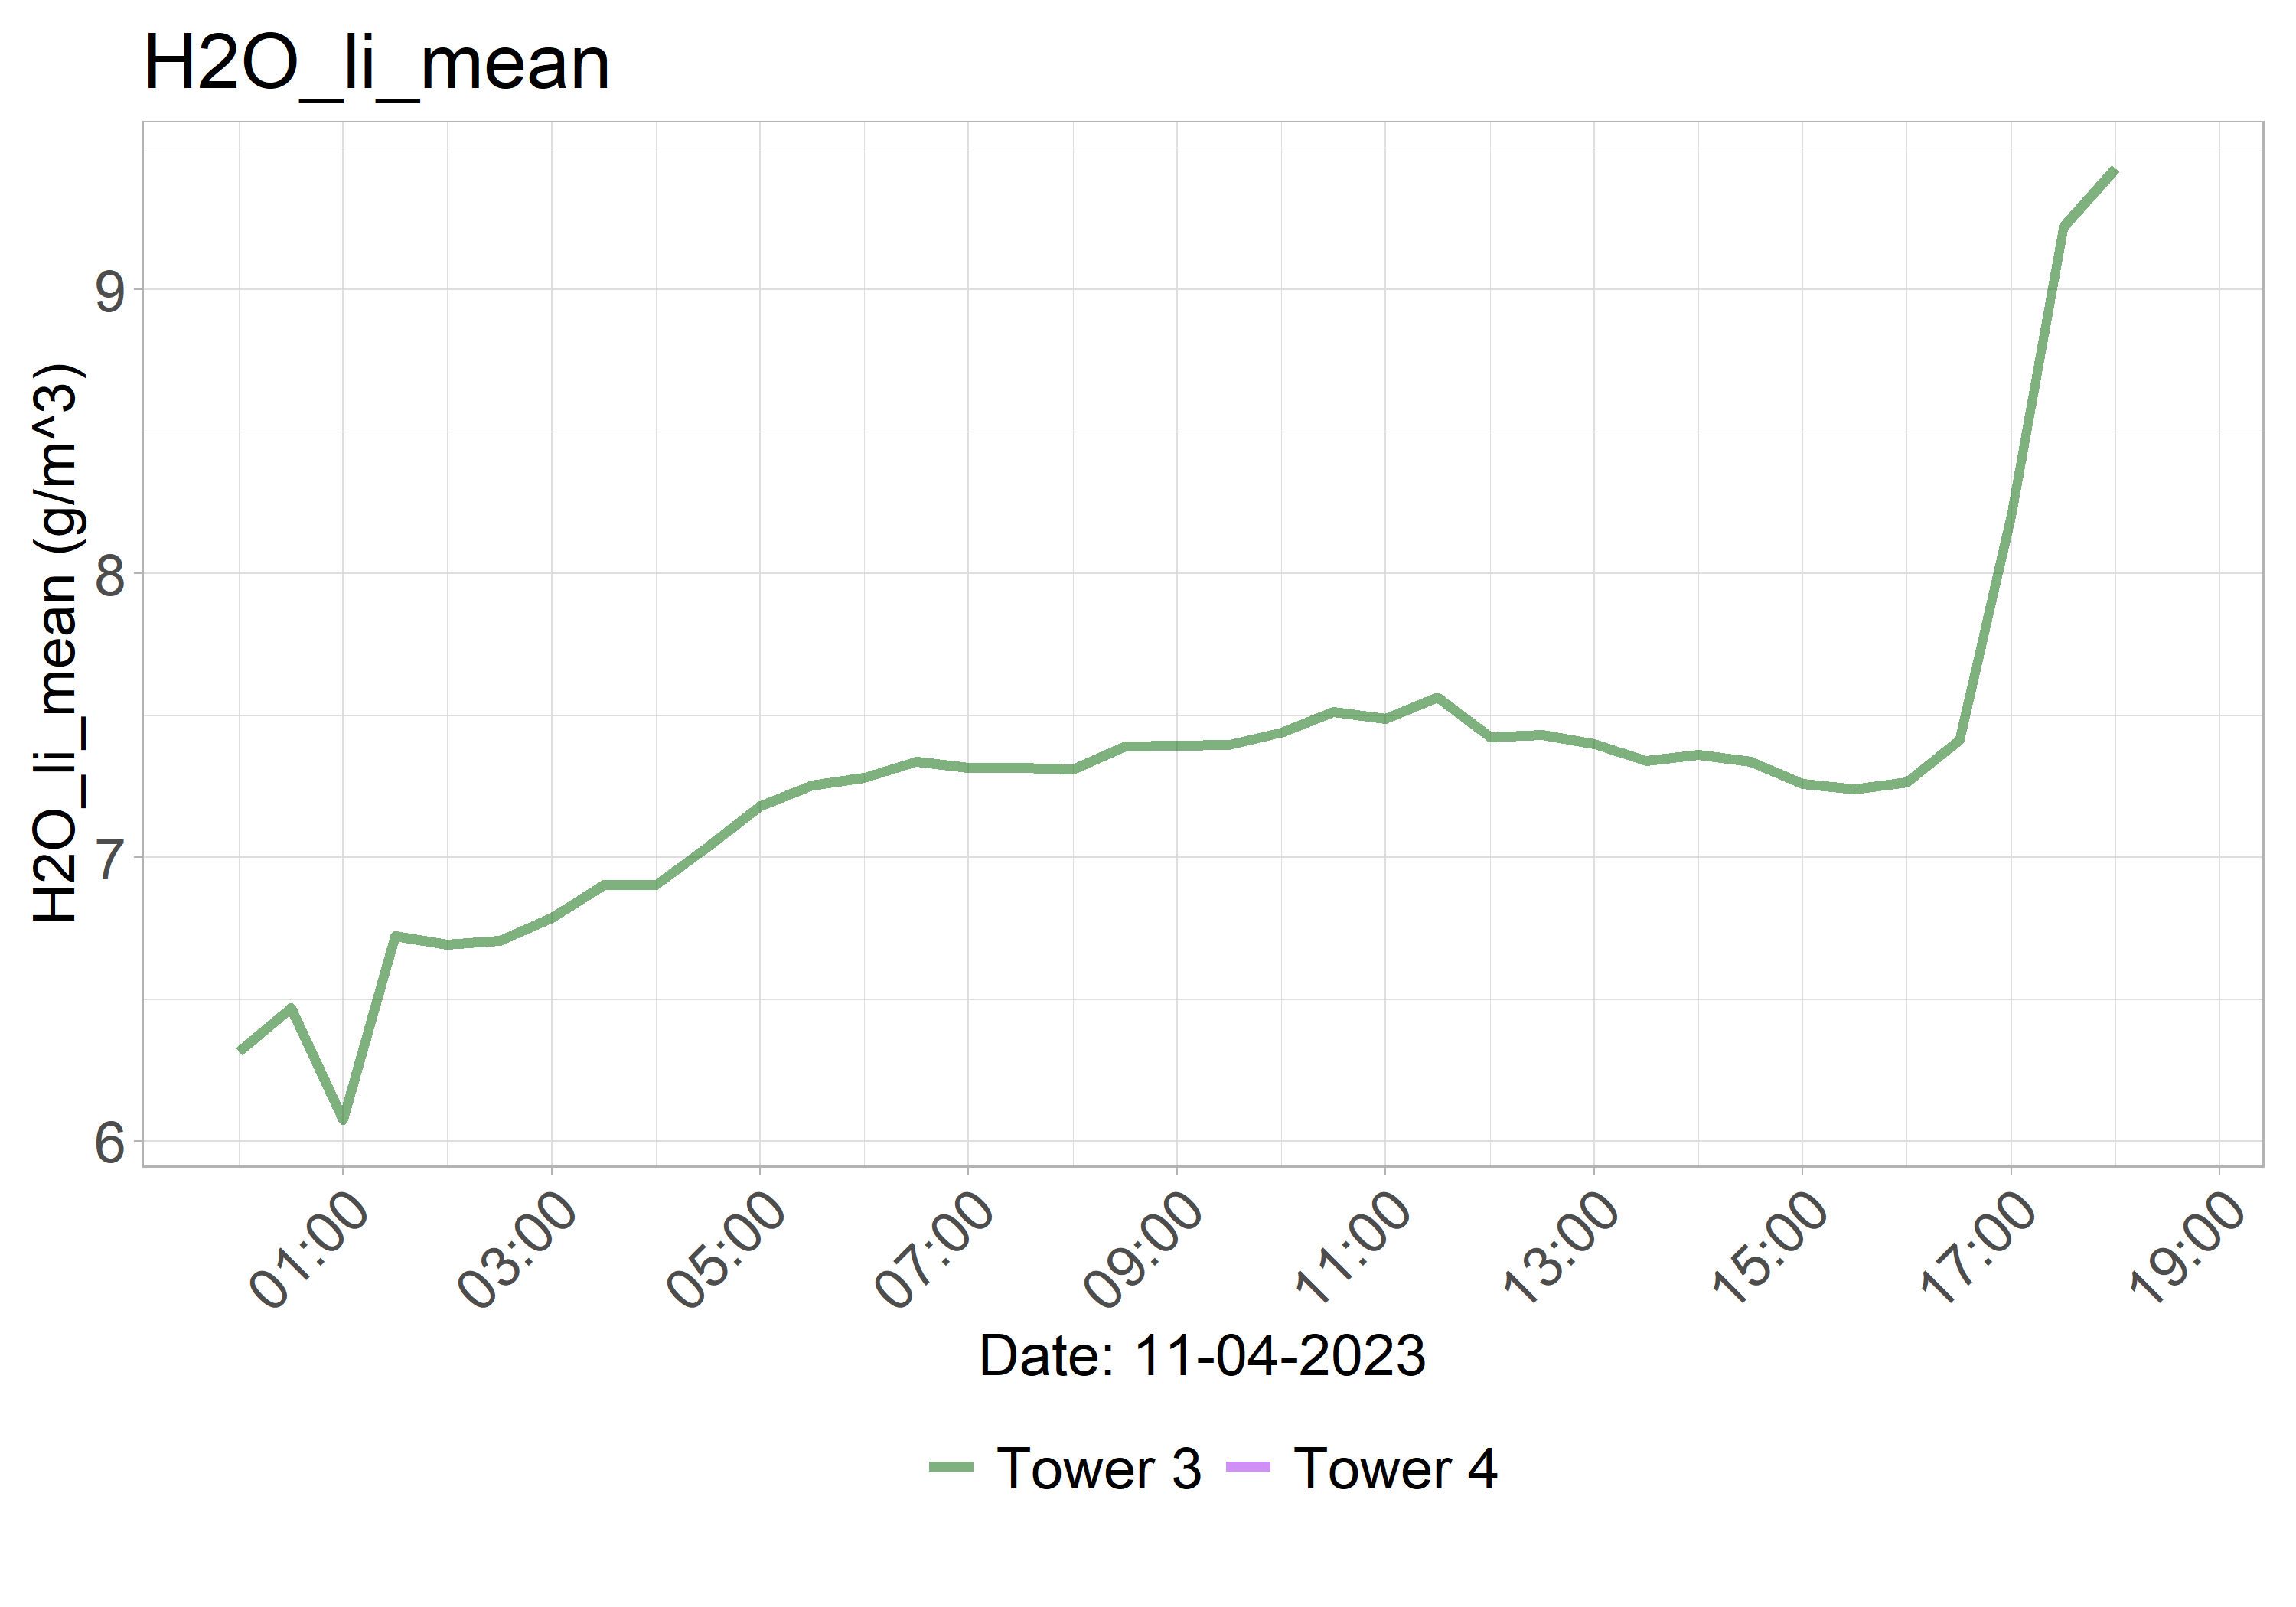 H2O_li_mean
H2O_li_mean (g/m^3)
9
8
7
6
01:00 03:00 05:00 07:00 09:00 11:00 13:00 15:00 17:00 19:00
Date: 11-04-2023
Tower 3 Tower 4